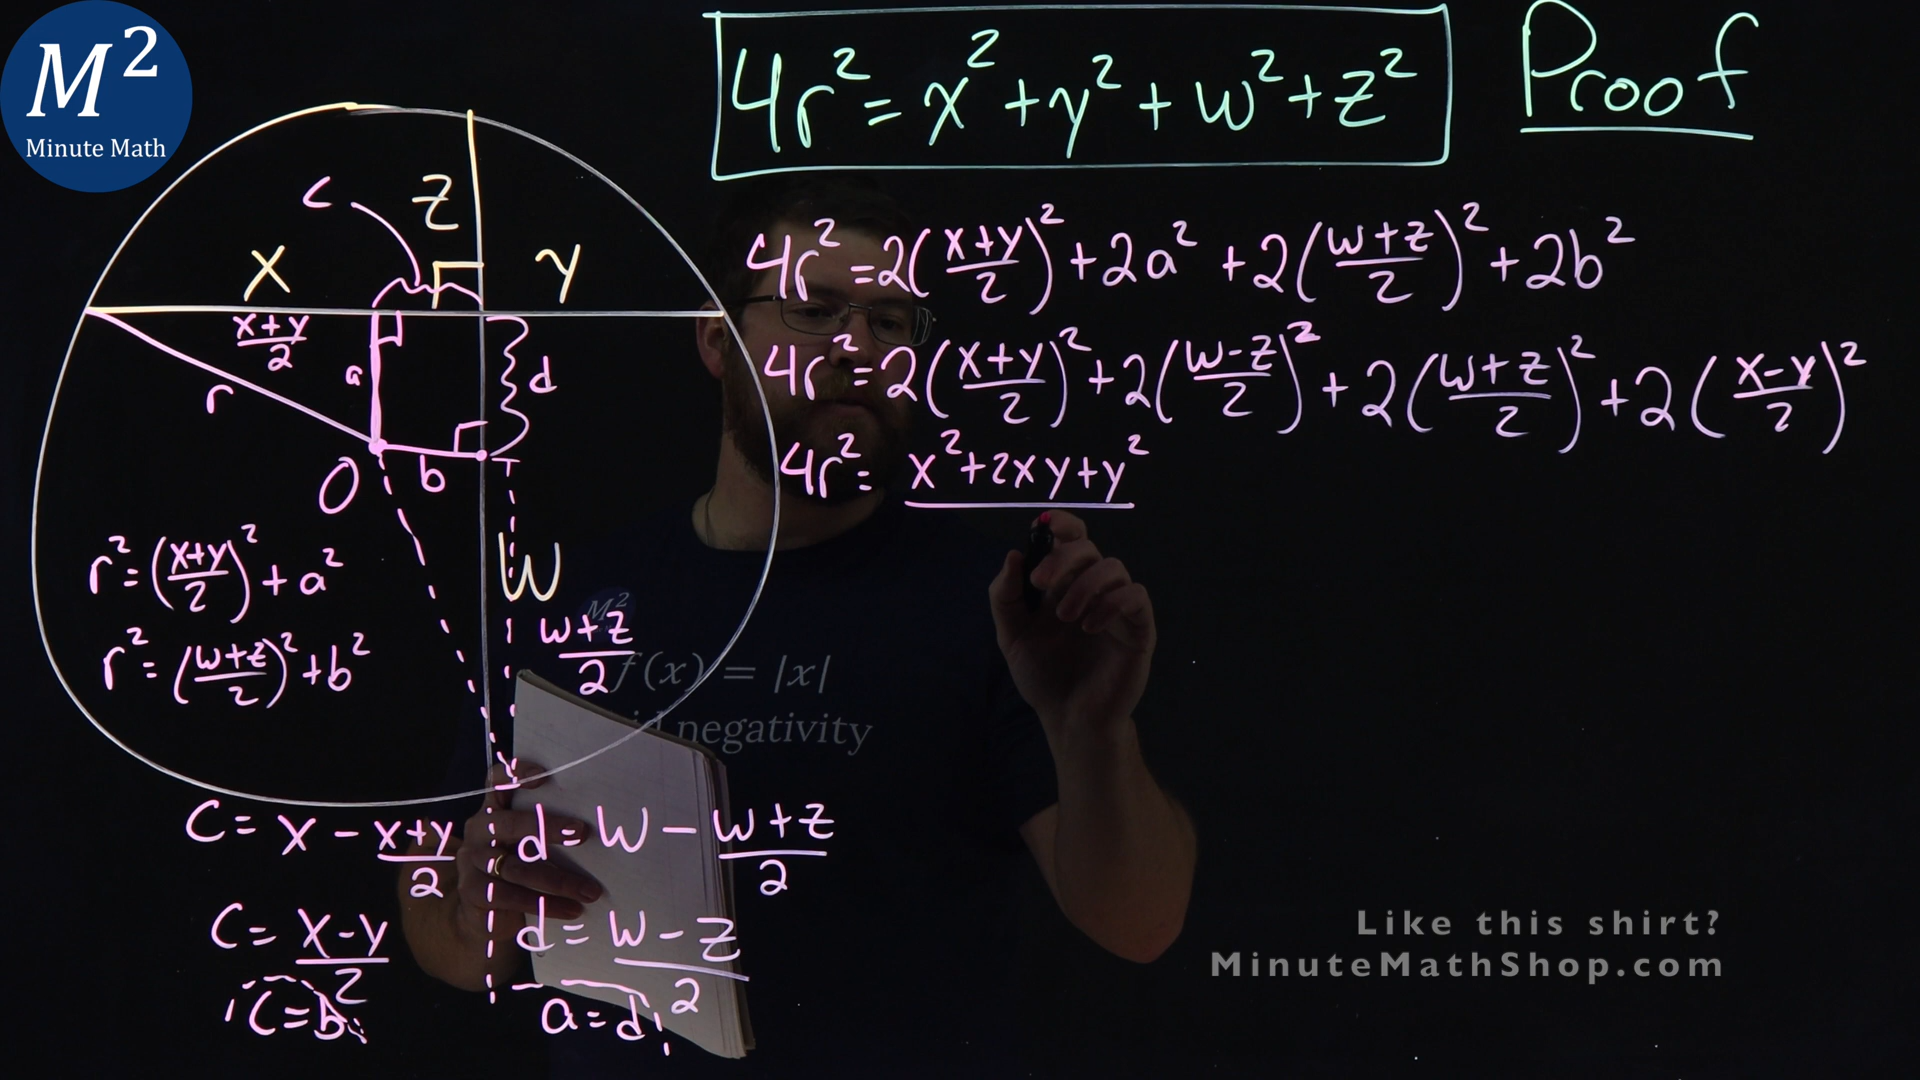 M²
Minute Math
4r² = x² + y² + w² + z²
Proof
C
Z
X
Y
x+y/2
a
d
r
O
b
W
w+z/2
r² = (x+y/2)² + a²
r² = (w+z/2)² + b²
C = X - x+y/2
C = X-Y/2
C = b
d = W - W+Z/2
d = W-Z/2
a = d
4r² = 2(x+y/2)² + 2a² + 2(w+z/2)² + 2b²
4r² = 2(x+y/2)² + 2(w-z/2)² + 2(w+z/2)² + 2(x-y/2)²
4r² = x²+2xy+y²
M²
f(x) = |x|
negativity
Like this shirt?
MinuteMathShop.com